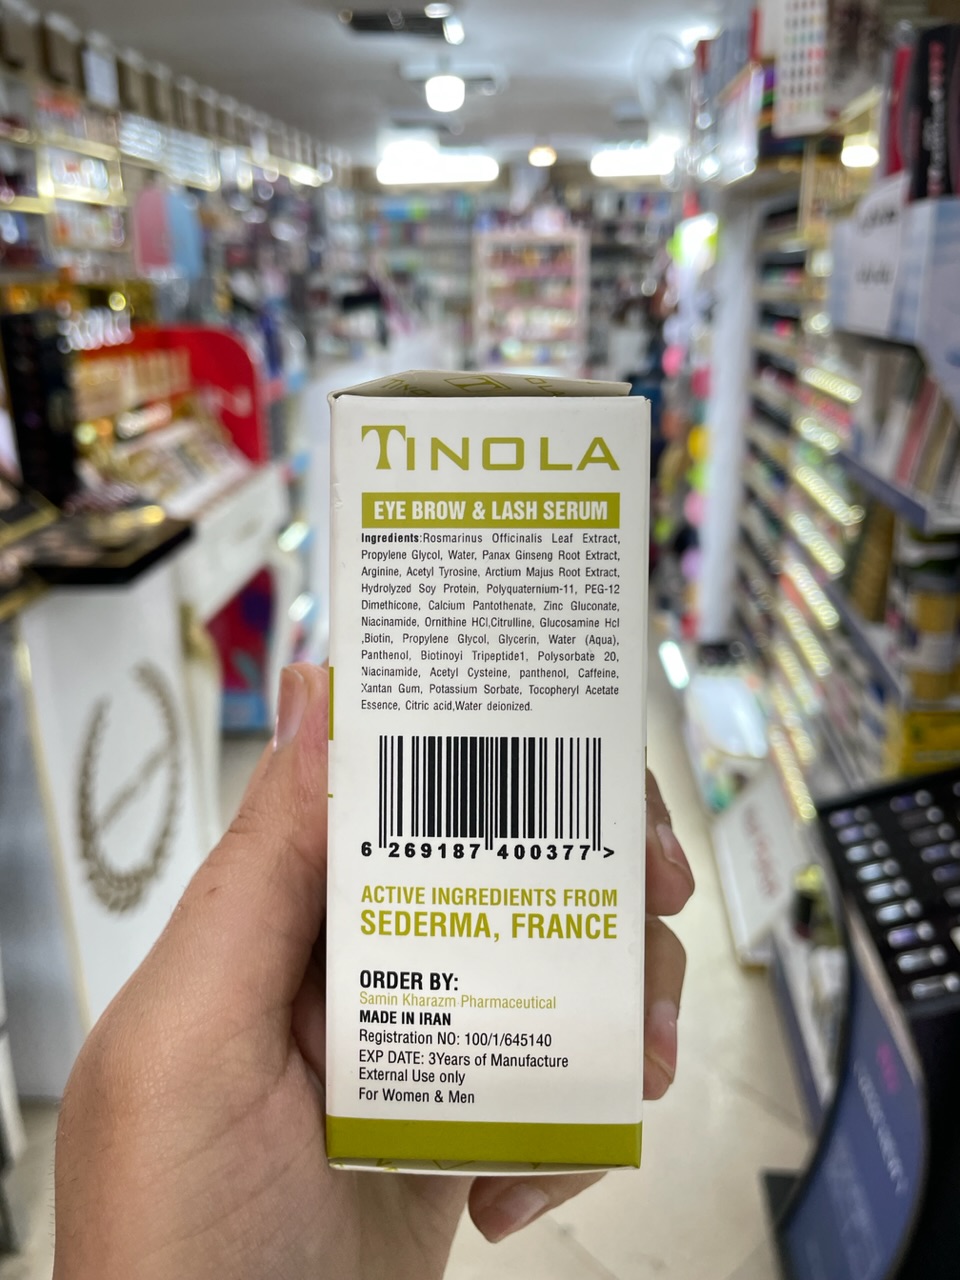 TINOLA
EYE BROW & LASH SERUM
Ingredients:Rosmarinus Officinalis Leaf Extract,
Propylene Glycol, Water, Panax Ginseng Root Extract,
Arginine, Acetyl Tyrosine, Arctium Majus Root Extract,
Hydrolyzed Soy Protein, Polyquaternium-11, PEG-12
Dimethicone, Calcium Pantothenate, Zinc Gluconate,
Niacinamide, Ornithine HCl,Citrulline, Glucosamine Hcl
,Biotin, Propylene Glycol, Glycerin, Water (Aqua),
Panthenol, Biotinoyi Tripeptide1, Polysorbate 20,
Niacinamide, Acetyl Cysteine, panthenol, Caffeine,
Xantan Gum, Potassium Sorbate, Tocopheryl Acetate
Essence, Citric acid,Water deionized.
6 269187 400377 >
ACTIVE INGREDIENTS FROM
SEDERMA, FRANCE
ORDER BY:
Samin Kharazm Pharmaceutical
MADE IN IRAN
Registration NO: 100/1/645140
EXP DATE: 3Years of Manufacture
External Use only
For Women & Men